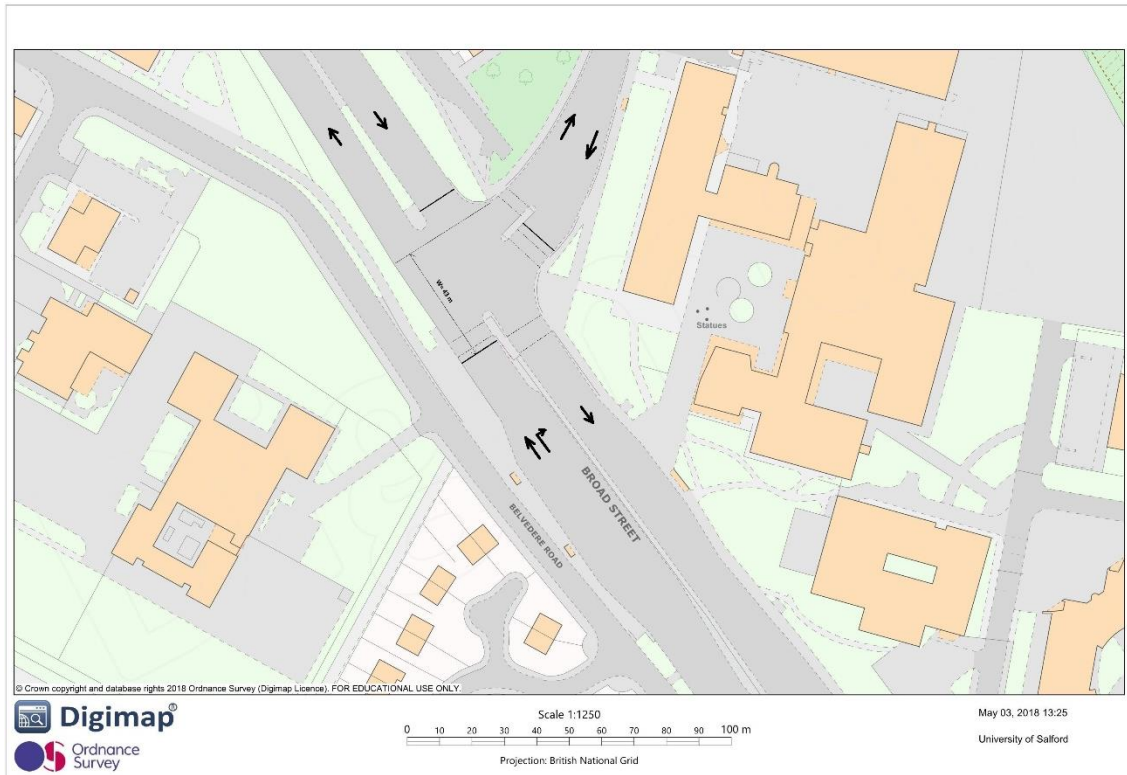 W= 43 m
Statues
BROAD STREET
BELVEDERE ROAD
© Crown copyright and database rights 2018 Ordnance Survey (Digimap Licence). FOR EDUCATIONAL USE ONLY.
Digimap®
Ordnance
Survey
Scale 1:1250
0 10 20 30 40 50 60 70 80 90 100 m
Projection: British National Grid
May 03, 2018 13:25
University of Salford